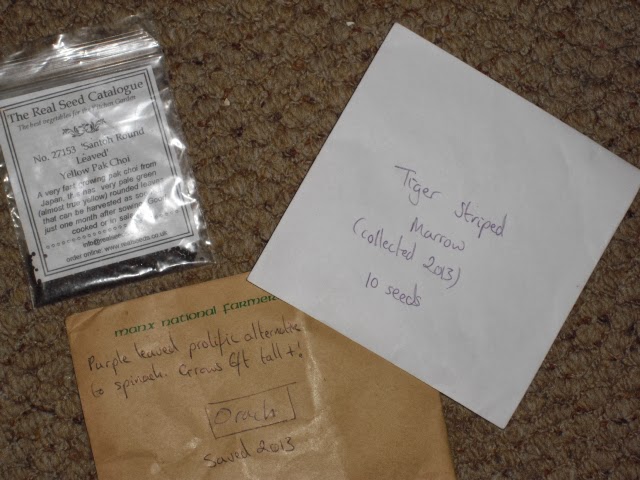 The Real Seed Catalogue
The best vegetables for the Kitchen Garden
No. 27153 'Santoh Round
Leaved'
Yellow Pak Choi
A very fast growing pak choi from
Japan, it has very pale green
(almost true yellow) rounded leaves
that can be harvested as soon as
just one month after sowing
cooked or in
order online: www.realseeds.co.uk
Tiger Striped
Marrow
(collected 2013)
10 seeds
manx national farmers
Purple leaved prolific alternative
to spinach. Grows 6ft tall +!
Orach
Saved 2013